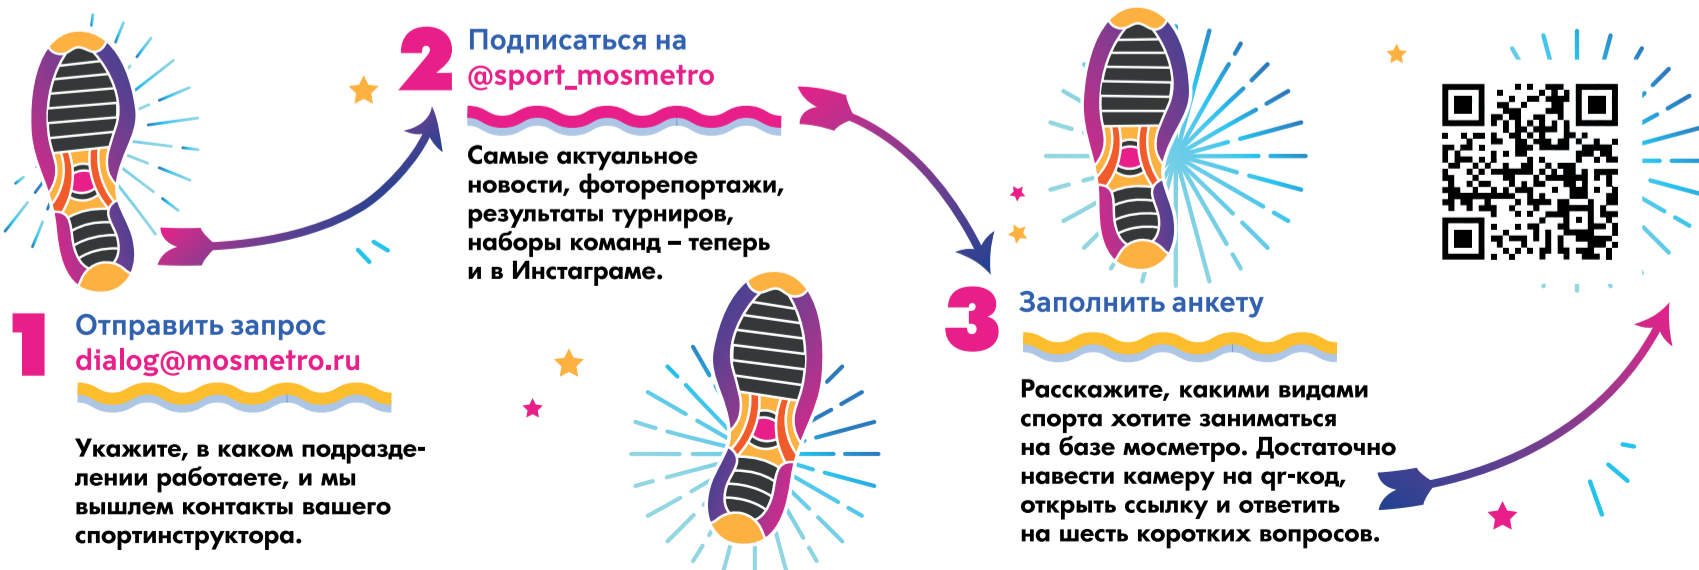 1
Отправить запрос
dialog@mosmetro.ru
Укажите, в каком подразде-
лении работаете, и мы
вышлем контакты вашего
спортинструктора.
2
Подписаться на
@sport_mosmetro
Самые актуальное
новости, фоторепортажи,
результаты турниров,
наборы команд – теперь
и в Инстаграме.
3
Заполнить анкету
Расскажите, какими видами
спорта хотите заниматься
на базе мосметро. Достаточно
навести камеру на qr-код,
открыть ссылку и ответить
на шесть коротких вопросов.